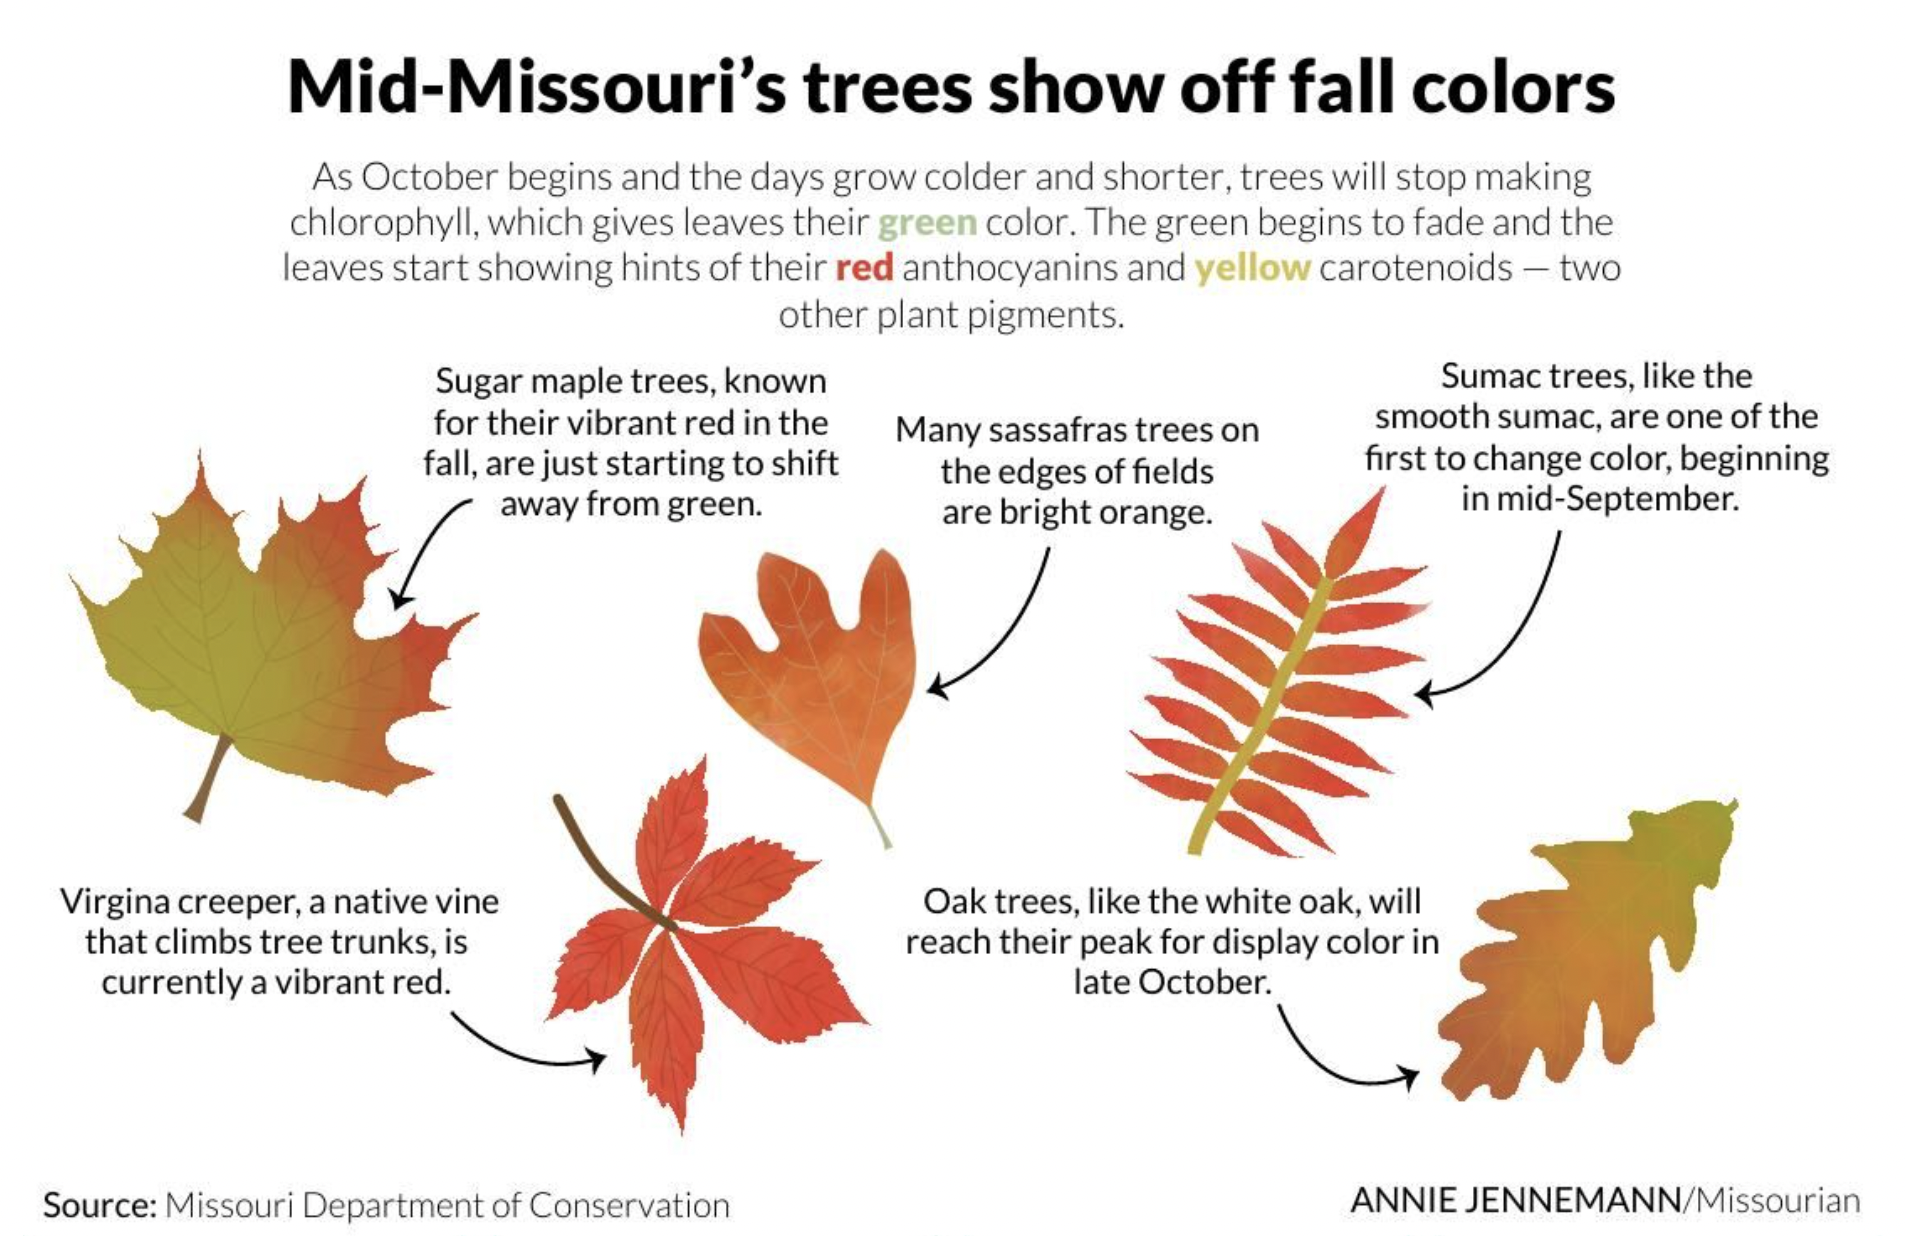 Mid-Missouri’s trees show off fall colors
As October begins and the days grow colder and shorter, trees will stop making
chlorophyll, which gives leaves their green color. The green begins to fade and the
leaves start showing hints of their red anthocyanins and yellow carotenoids — two
other plant pigments.
Sugar maple trees, known
for their vibrant red in the
fall, are just starting to shift
away from green.
Many sassafras trees on
the edges of fields
are bright orange.
Sumac trees, like the
smooth sumac, are one of the
first to change color, beginning
in mid-September.
Virgina creeper, a native vine
that climbs tree trunks, is
currently a vibrant red.
Oak trees, like the white oak, will
reach their peak for display color in
late October.
Source: Missouri Department of Conservation
ANNIE JENNEMANN/Missourian